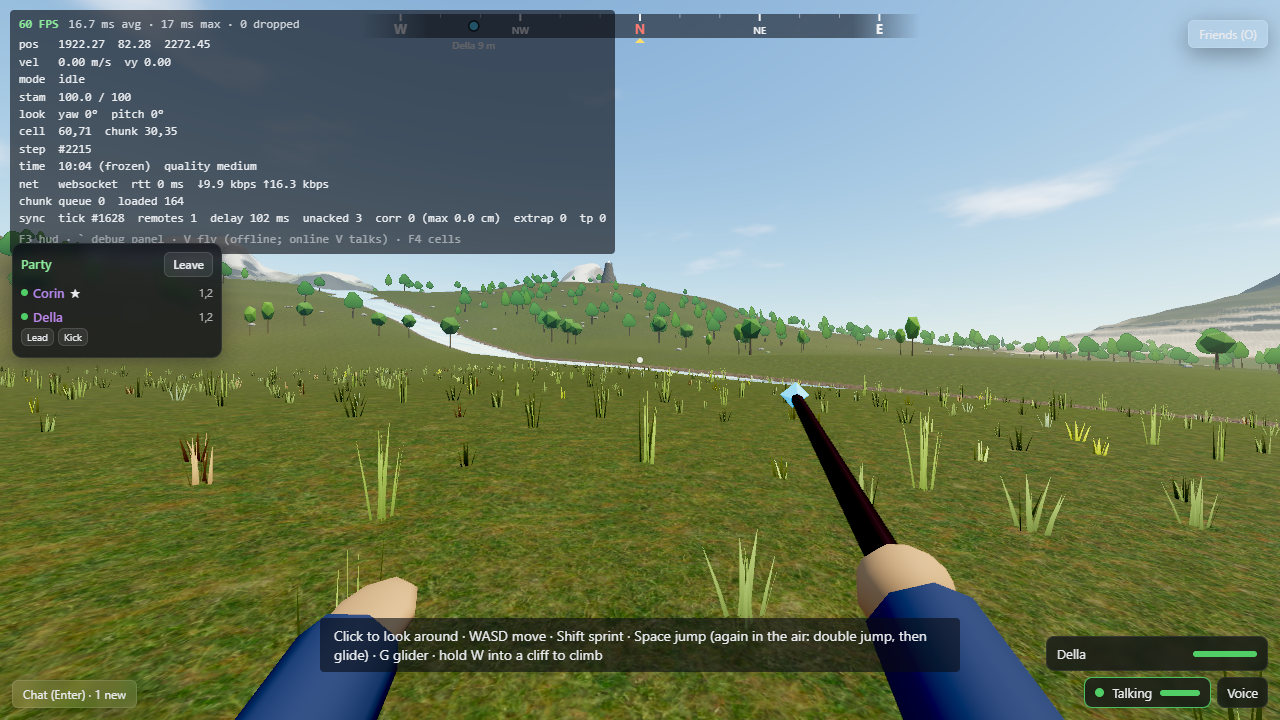 60 FPS 16.7 ms avg · 17 ms max · 0 dropped
pos 1922.27 82.28 2272.45
vel 0.00 m/s vy 0.00
mode idle
stam 100.0 / 100
look yaw 0° pitch 0°
cell 60,71 chunk 30,35
step #2215
time 10:04 (frozen) quality medium
net websocket rtt 0 ms ↓9.9 kbps ↑16.3 kbps
chunk queue 0 loaded 164
sync tick #1628 remotes 1 delay 102 ms unacked 3 corr 0 (max 0.0 cm) extrap 0 tp 0
F3 hud · ` debug panel · V fly (offline; online V talks) · F4 cells
W NW N NE E
Della 9 m
Friends (O)
Party Leave
Corin ★ 1,2
Della 1,2
Lead Kick
Click to look around · WASD move · Shift sprint · Space jump (again in the air: double jump, then
glide) · G glider · hold W into a cliff to climb
Della
Chat (Enter) · 1 new
Talking Voice